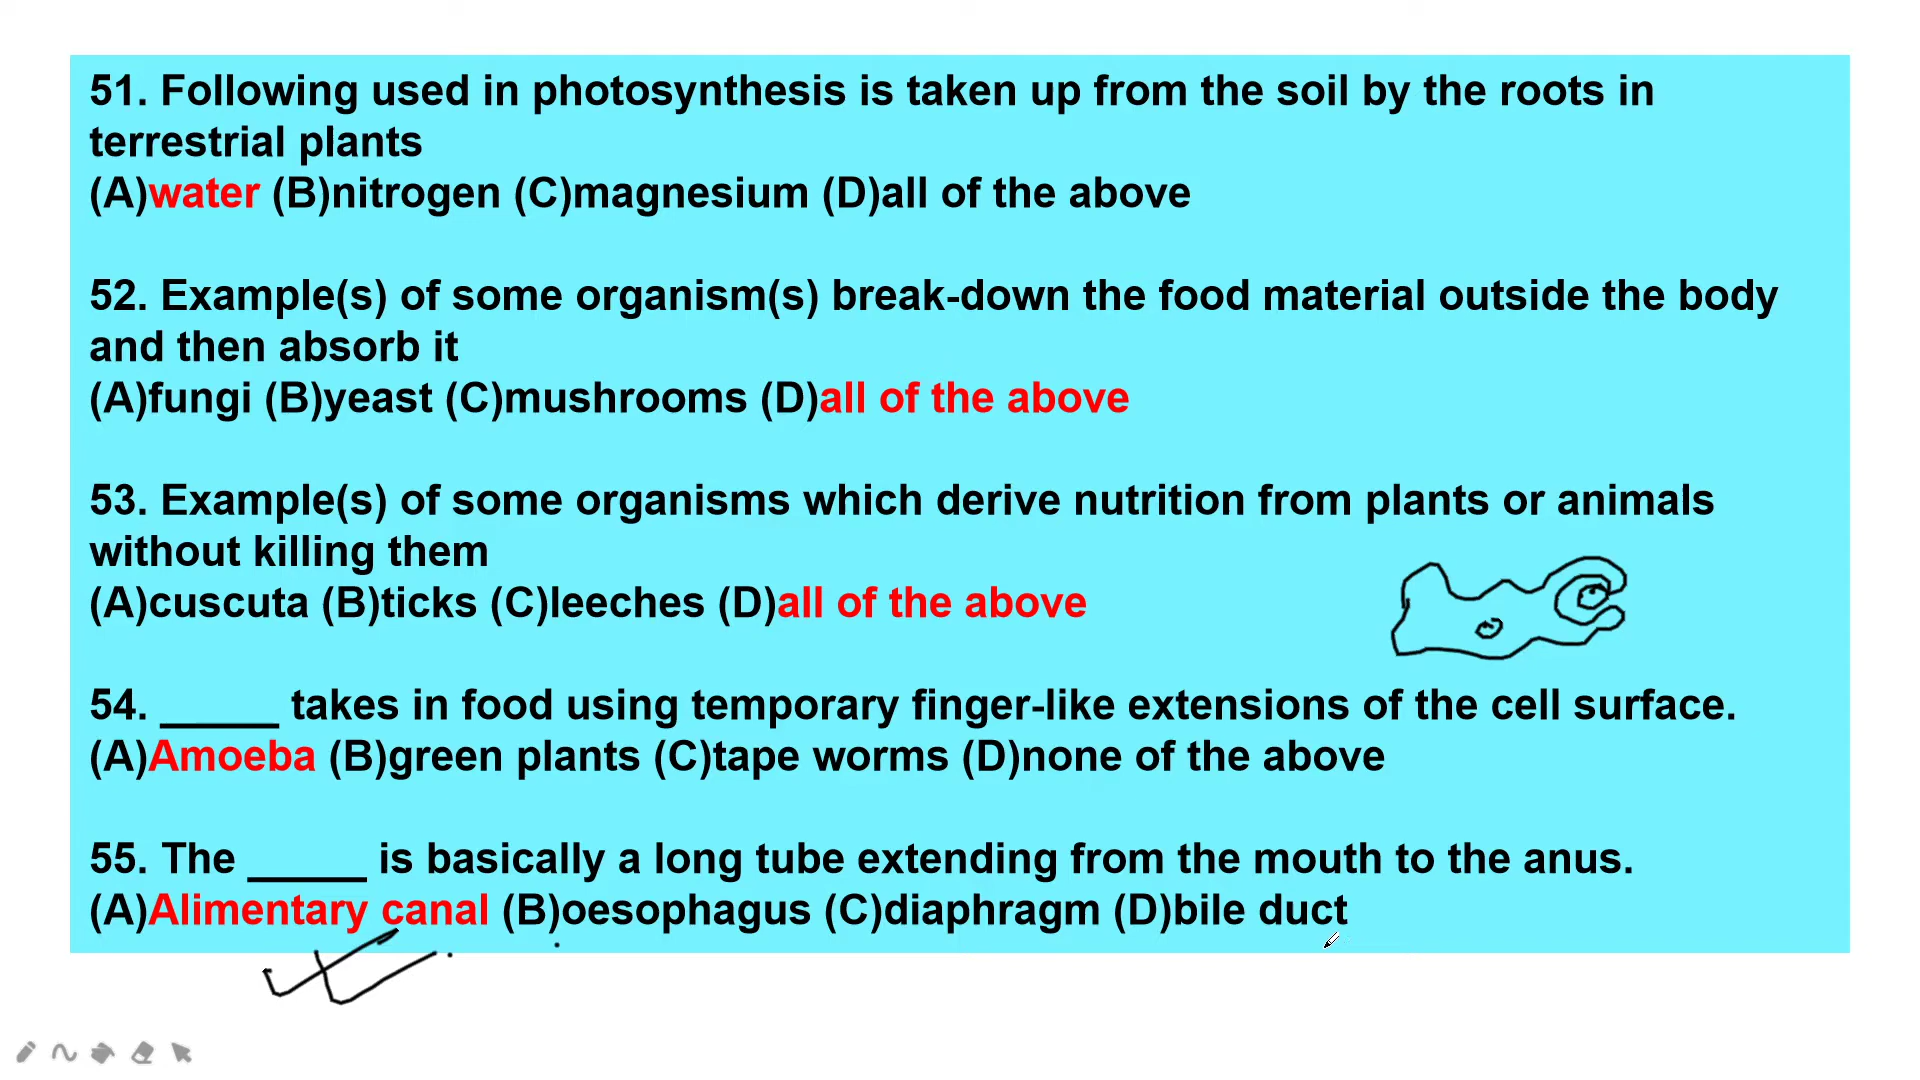 51. Following used in photosynthesis is taken up from the soil by the roots in
terrestrial plants
(A)water (B)nitrogen (C)magnesium (D)all of the above
52. Example(s) of some organism(s) break-down the food material outside the body
and then absorb it
(A)fungi (B)yeast (C)mushrooms (D)all of the above
53. Example(s) of some organisms which derive nutrition from plants or animals
without killing them
(A)cuscuta (B)ticks (C)leeches (D)all of the above
54. _____ takes in food using temporary finger-like extensions of the cell surface.
(A)Amoeba (B)green plants (C)tape worms (D)none of the above
55. The _____ is basically a long tube extending from the mouth to the anus.
(A)Alimentary canal (B)oesophagus (C)diaphragm (D)bile duct